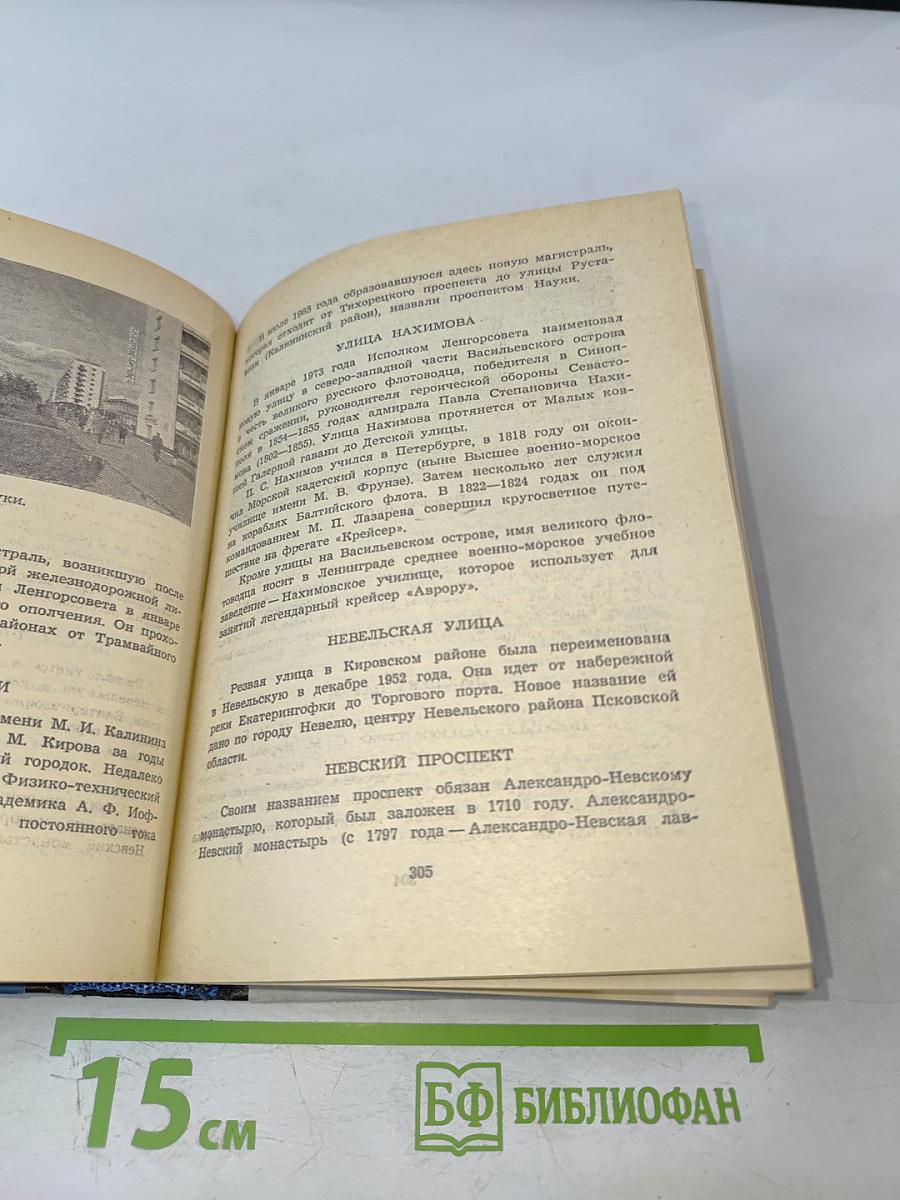 уки.
страль, возникшую после
ой железнодорожной ли-
и Ленгорсовета в январе
го ополчения. Он прохо-
айонах от Трамвайного
И
мени М. И. Калинина
М. Кирова за годы
ий городок. Недалеко
Физико-технический
адемика А. Ф. Иоф-
постоянного тока
В июле 1965 года образовавшуюся здесь новую магистраль,
которая отходит от Тихорецкого проспекта до улицы Руста-
вели (Калининский район), назвали проспектом Науки.
УЛИЦА НАХИМОВА
В январе 1973 года Исполком Ленгорсовета наименовал
новую улицу в северо-западной части Васильевского острова
в честь великого русского флотоводца, победителя в Синоп-
ском сражении, руководителя героической обороны Севасто-
поля в 1854—1855 годах адмирала Павла Степановича Нахи-
мова (1802—1855). Улица Нахимова протянется от Малых ков-
шей Галерной гавани до Детской улицы.
П. С. Нахимов учился в Петербурге, в 1818 году он окон-
чил Морской кадетский корпус (ныне Высшее военно-морское
училище имени М. В. Фрунзе). Затем несколько лет служил
на кораблях Балтийского флота. В 1822—1824 годах он под
командованием М. П. Лазарева совершил кругосветное путе-
шествие на фрегате «Крейсер».
Кроме улицы на Васильевском острове, имя великого фло-
товодца носит в Ленинграде среднее военно-морское учебное
заведение — Нахимовское училище, которое использует для
занятий легендарный крейсер «Аврору».
НЕВЕЛЬСКАЯ УЛИЦА
Резвая улица в Кировском районе была переименована
в Невельскую в декабре 1952 года. Она идет от набережной
реки Екатерингофки до Торгового порта. Новое название ей
дано по городу Невелю, центру Невельского района Псковской
области.
НЕВСКИЙ ПРОСПЕКТ
Своим названием проспект обязан Александро-Невскому
монастырю, который был заложен в 1710 году. Александро-
Невский монастырь (с 1797 года — Александро-Невская лав-
305
15 см
БФ БИБЛИОФАН